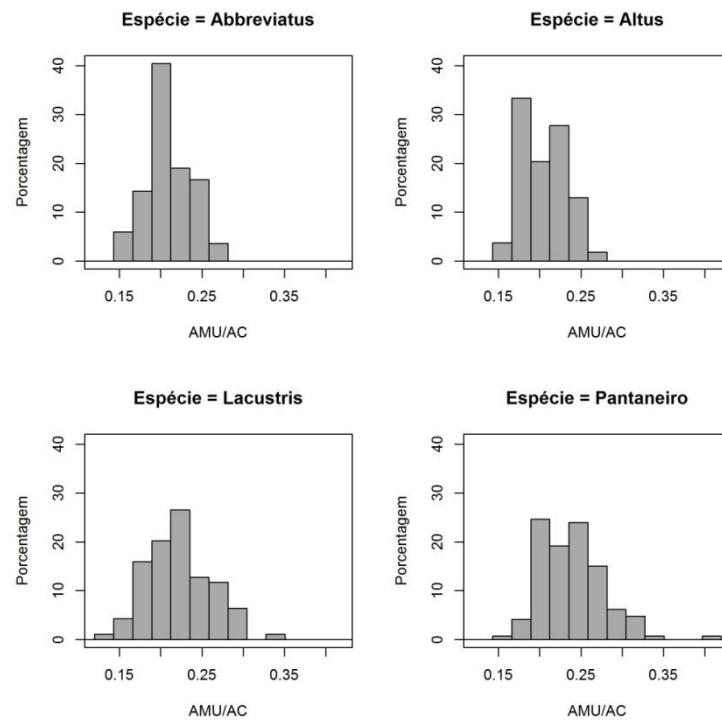 Espécie = Abbreviatus
Porcentagem
40
30
20
10
0
0.15 0.25 0.35
AMU/AC
Espécie = Altus
Porcentagem
40
30
20
10
0
0.15 0.25 0.35
AMU/AC
Espécie = Lacustris
Porcentagem
40
30
20
10
0
0.15 0.25 0.35
AMU/AC
Espécie = Pantaneiro
Porcentagem
40
30
20
10
0
0.15 0.25 0.35
AMU/AC